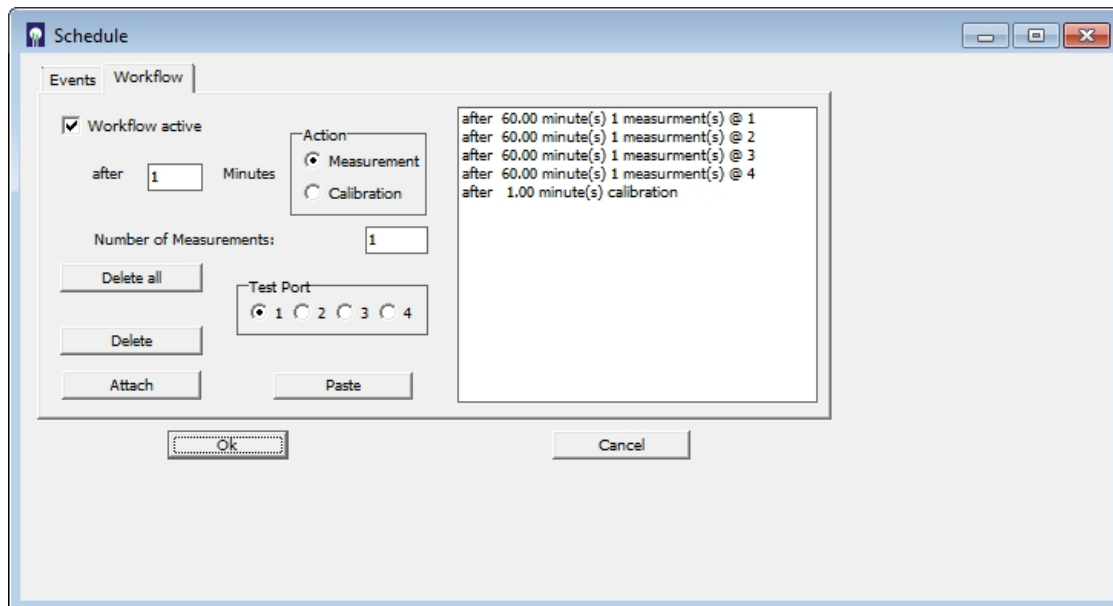 Schedule
Events Workflow
Workflow active
after 1 Minutes
Action
Measurement
Calibration
Number of Measurements: 1
Delete all
Test Port
1 2 3 4
Delete
Attach Paste
after 60.00 minute(s) 1 measurment(s) @ 1
after 60.00 minute(s) 1 measurment(s) @ 2
after 60.00 minute(s) 1 measurment(s) @ 3
after 60.00 minute(s) 1 measurment(s) @ 4
after 1.00 minute(s) calibration
Ok Cancel